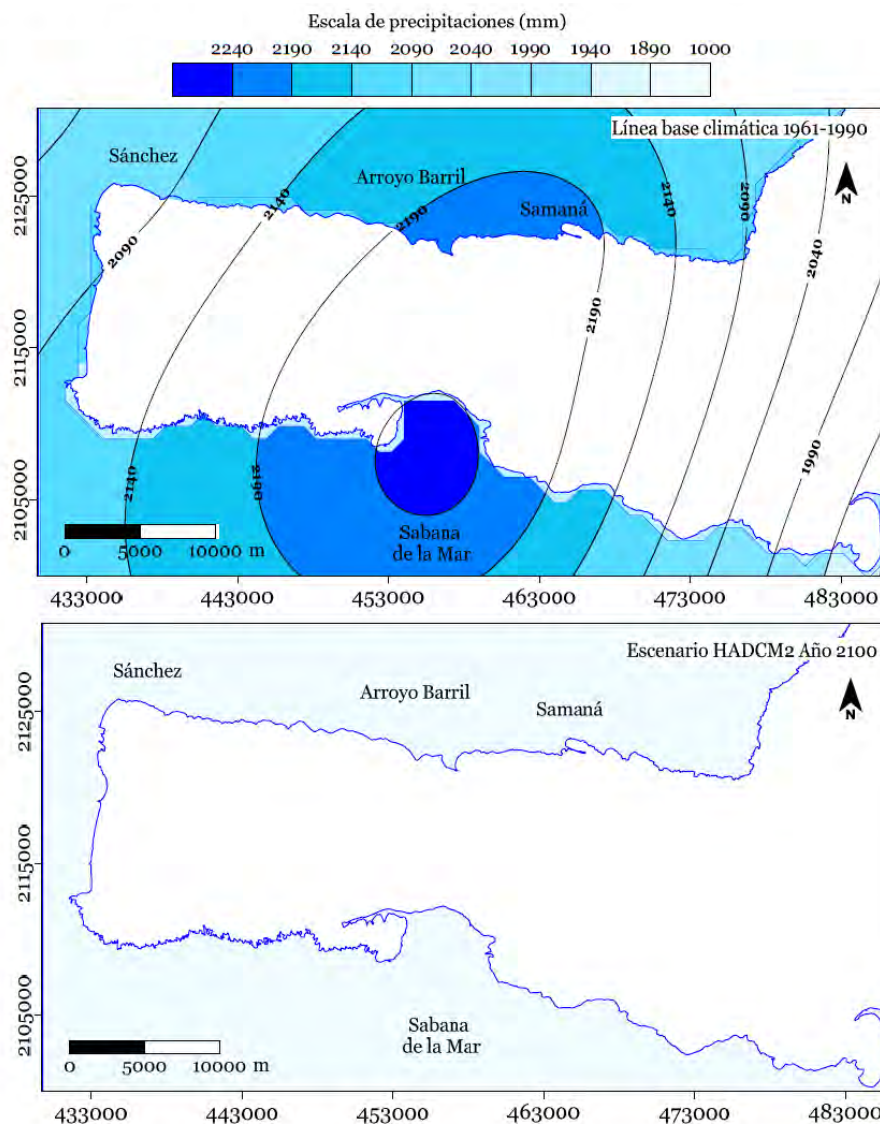 Escala de precipitaciones (mm)
2240 2190 2140 2090 2040 1990 1940 1890 1000
Línea base climática 1961-1990
Sánchez
Arroyo Barril
Samaná
N
2140
2190
2140
2090
2090
2040
2190
1990
2140
2190
Sabana
de la Mar
0 5000 10000 m
2125000
2115000
2105000
433000 443000 453000 463000 473000 483000
Escenario HADCM2 Año 2100
Sánchez
Arroyo Barril
Samaná
N
Sabana
de la Mar
0 5000 10000 m
2125000
2115000
2105000
433000 443000 453000 463000 473000 483000